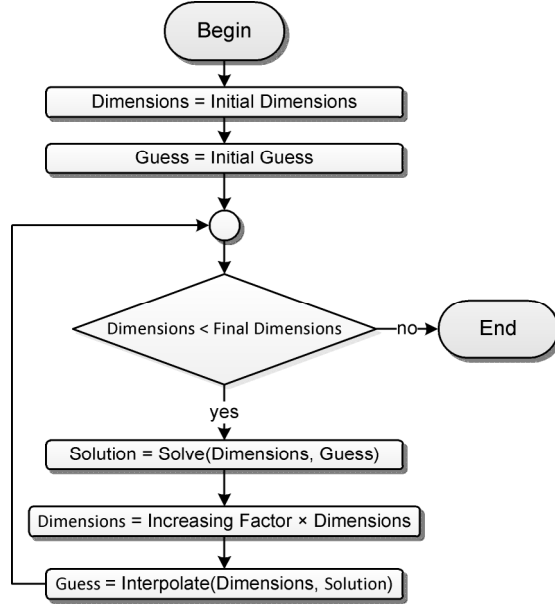 Begin
Dimensions = Initial Dimensions
Guess = Initial Guess
Dimensions < Final Dimensions
no
End
yes
Solution = Solve(Dimensions, Guess)
Dimensions = Increasing Factor × Dimensions
Guess = Interpolate(Dimensions, Solution)